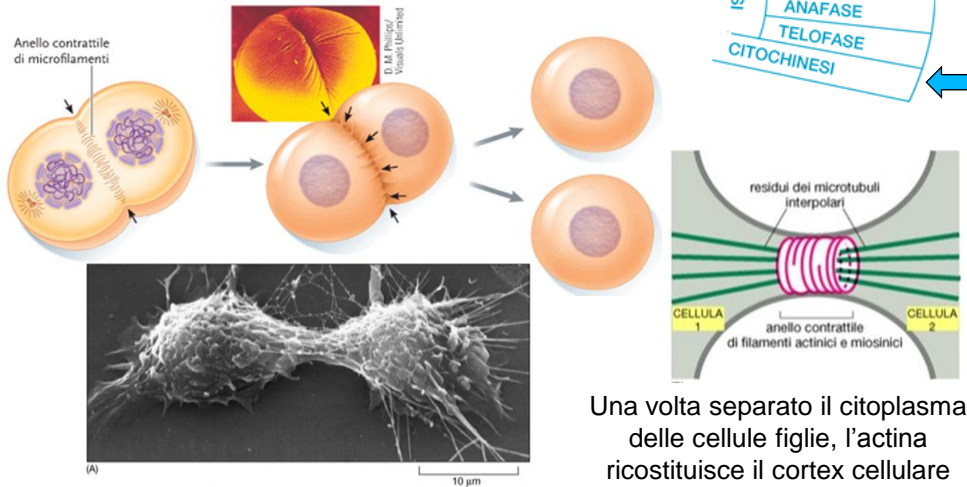 Anello contrattile
di microfilamenti
D. M. Phillips/
Visuals Unlimited
ANAFASE
TELOFASE
CITOCHINESI
residui dei microtubuli
interpolari
CELLULA
1
CELLULA
2
anello contrattile
di filamenti actinici e miosinici
(A)
10 µm
Una volta separato il citoplasma
delle cellule figlie, l’actina
ricostituisce il cortex cellulare